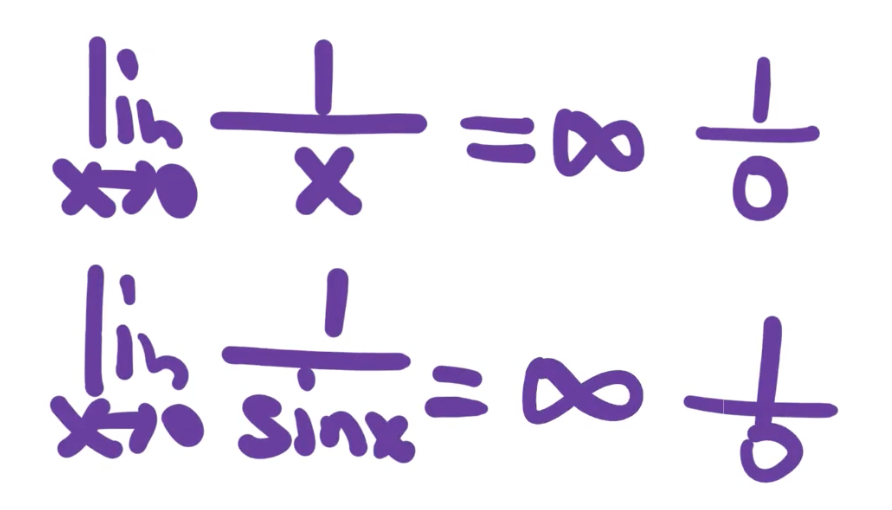 lim x→0 1/x = ∞ 1/0
lim x→0 1/sinx = ∞ 1/0